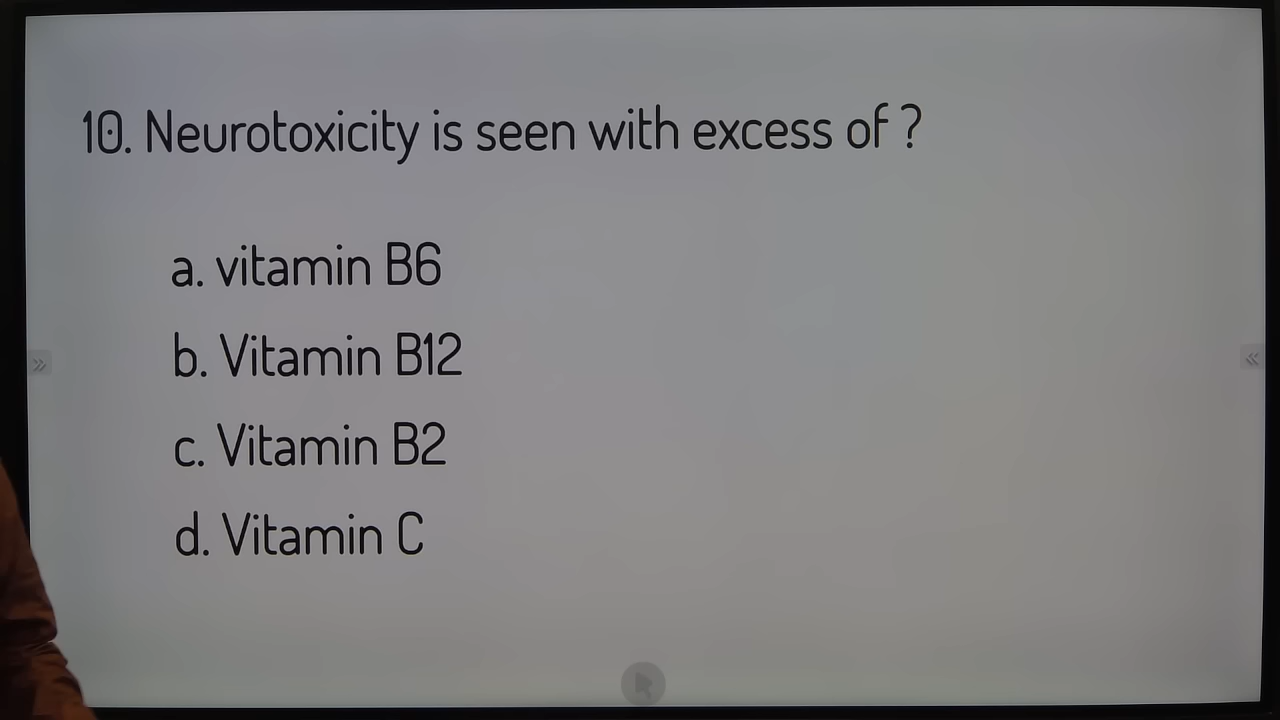 10. Neurotoxicity is seen with excess of ?
a. vitamin B6
b. Vitamin B12
c. Vitamin B2
d. Vitamin C